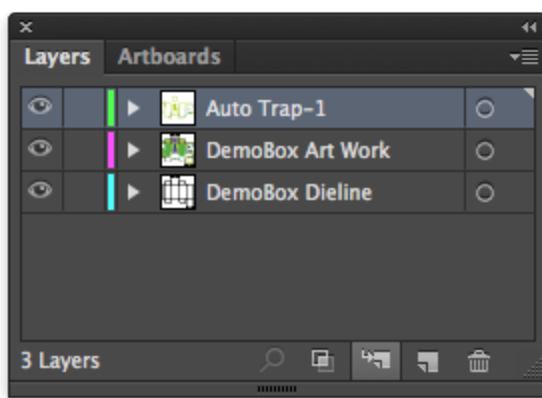 Layers Artboards
Auto Trap-1
DemoBox Art Work
DemoBox Dieline
3 Layers